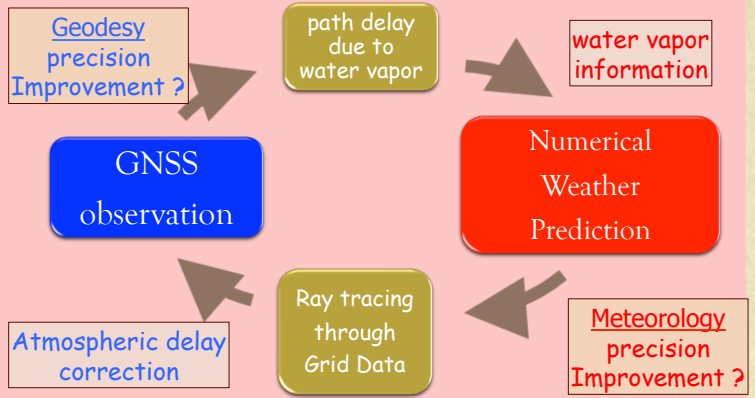 Geodesy
precision
Improvement ?
path delay
due to
water vapor
water vapor
information
GNSS
observation
Numerical
Weather
Prediction
Ray tracing
through
Grid Data
Atmospheric delay
correction
Meteorology
precision
Improvement ?